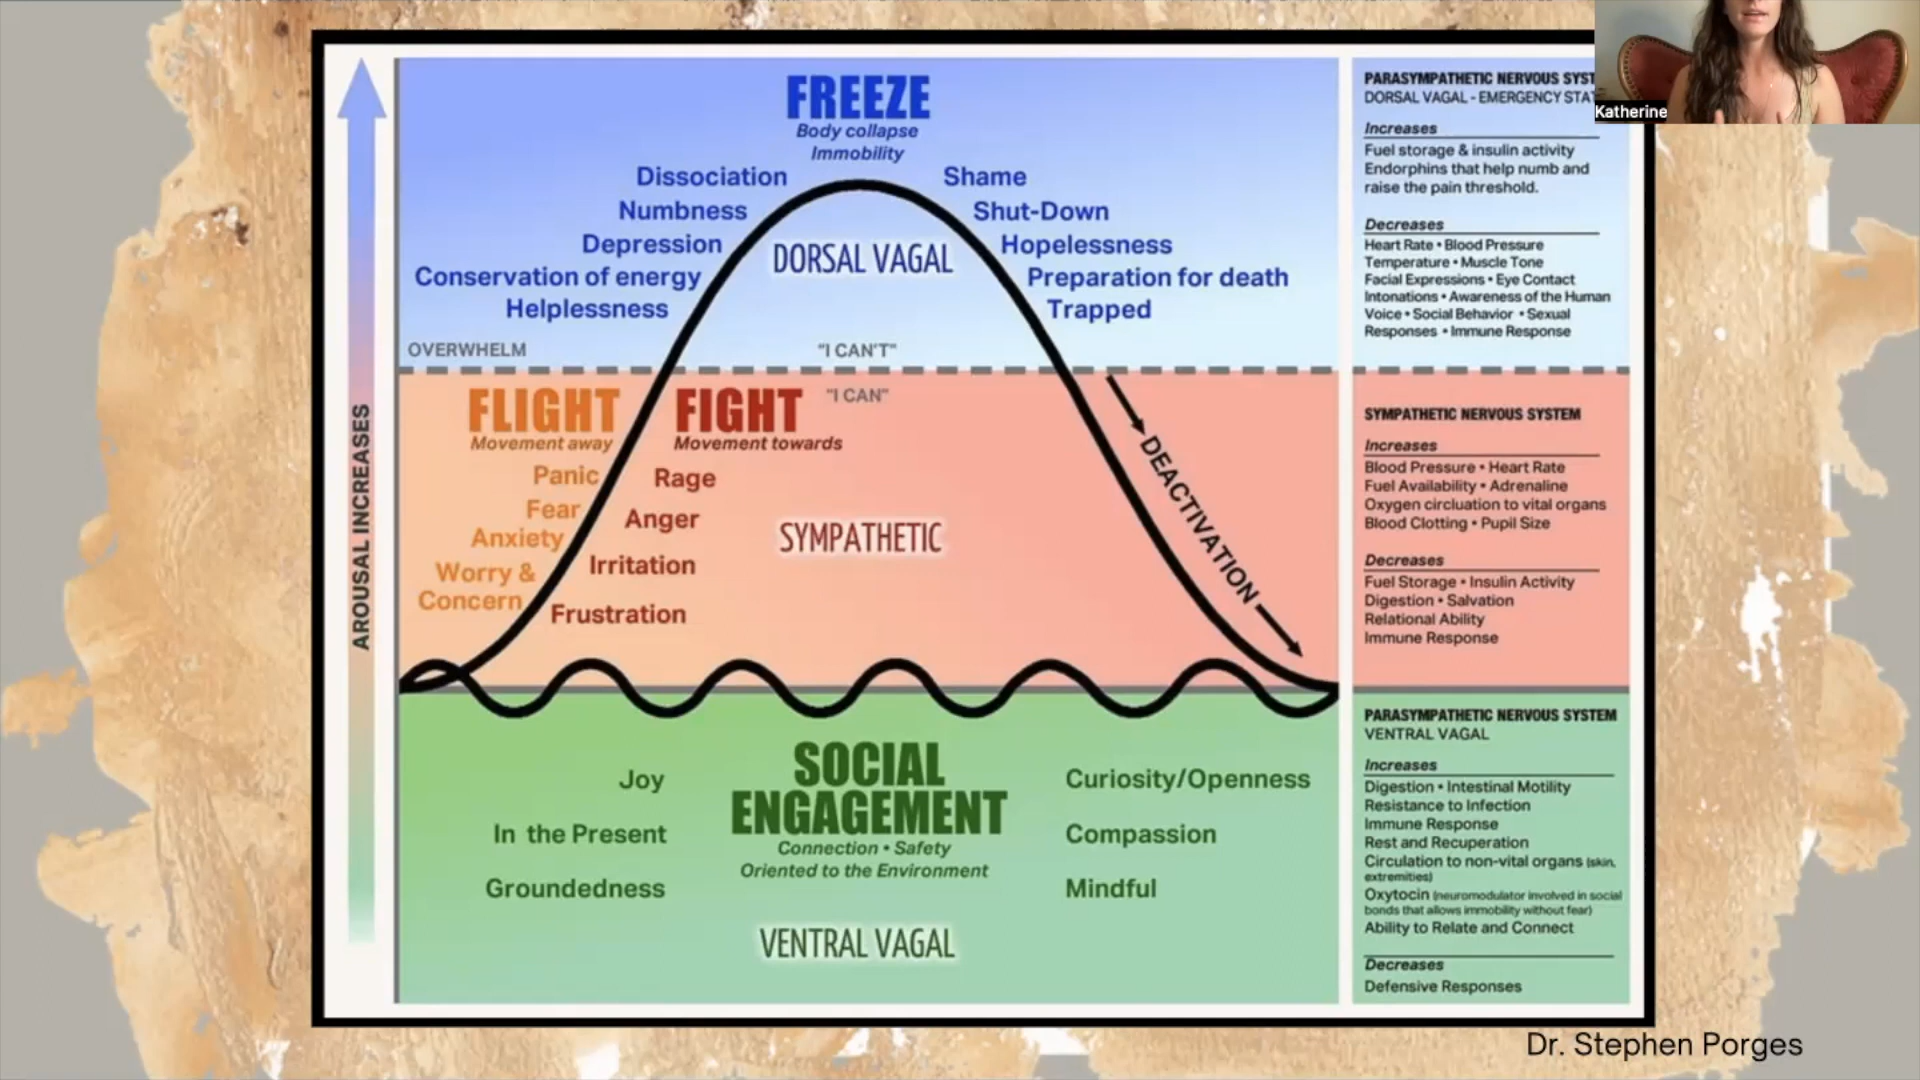 Katherine
AROUSAL INCREASES
FREEZE
Body collapse
Immobility
Dissociation
Numbness
Depression
Conservation of energy
Helplessness
Shame
Shut-Down
Hopelessness
Preparation for death
Trapped
DORSAL VAGAL
OVERWHELM
"I CAN'T"
"I CAN"
FLIGHT
Movement away
Panic
Fear
Anxiety
Worry &
Concern
FIGHT
Movement towards
Rage
Anger
Irritation
Frustration
SYMPATHETIC
DEACTIVATION
SOCIAL
ENGAGEMENT
Connection • Safety
Oriented to the Environment
Joy
In the Present
Groundedness
Curiosity/Openness
Compassion
Mindful
VENTRAL VAGAL
PARASYMPATHETIC NERVOUS SYST
DORSAL VAGAL - EMERGENCY STAT
Increases
Fuel storage & insulin activity
Endorphins that help numb and
raise the pain threshold.
Decreases
Heart Rate • Blood Pressure
Temperature • Muscle Tone
Facial Expressions • Eye Contact
Intonations • Awareness of the Human
Voice • Social Behavior • Sexual
Responses • Immune Response
SYMPATHETIC NERVOUS SYSTEM
Increases
Blood Pressure • Heart Rate
Fuel Availability • Adrenaline
Oxygen circluation to vital organs
Blood Clotting • Pupil Size
Decreases
Fuel Storage • Insulin Activity
Digestion • Salvation
Relational Ability
Immune Response
PARASYMPATHETIC NERVOUS SYSTEM
VENTRAL VAGAL
Increases
Digestion • Intestinal Motility
Resistance to Infection
Immune Response
Rest and Recuperation
Circulation to non-vital organs (skin,
extremities)
Oxytocin (neuromodulator involved in social
bonds that allows immobility without fear)
Ability to Relate and Connect
Decreases
Defensive Responses
Dr. Stephen Porges